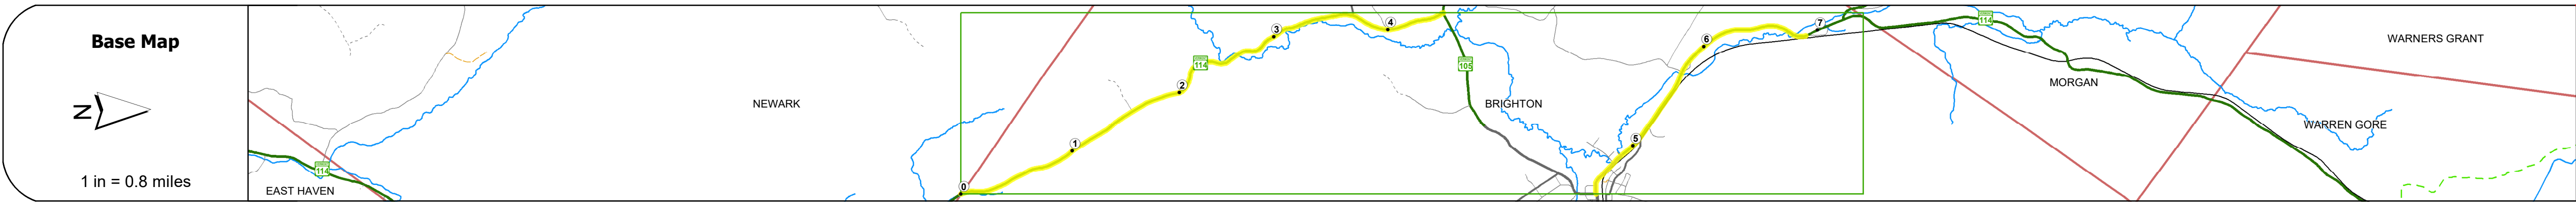 Base Map
N
1 in = 0.8 miles
114
EAST HAVEN
NEWARK
0
1
2
114
3
4
105
BRIGHTON
5
6
7
114
MORGAN
WARNERS GRANT
WARREN GORE